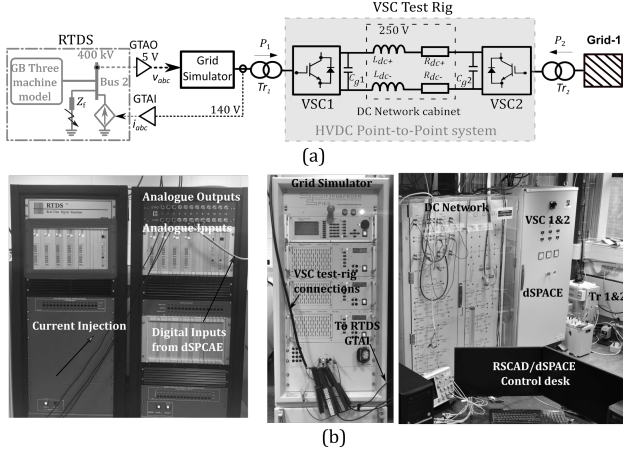 VSC Test Rig
RTDS
400 kV
GTAO
5 V
vabc
Grid
Simulator
P1
250 V
Ldc+
Rdc+
P2
Grid-1
GB Three
machine
model
Bus 2
Zf
GTAI
iabc
140 V
Tr2
Cg1
Ldc-
Rdc-
Cg2
Tr2
VSC1
VSC2
DC Network cabinet
HVDC Point-to-Point system
(a)
RTDS
Analogue Outputs
Analogue Inputs
Current Injection
Digital Inputs
from dSPCAE
Grid Simulator
VSC test-rig
connections
To RTDS
GTAI
DC Network
VSC 1&2
dSPACE
Tr 1&2
RSCAD/dSPACE
Control desk
(b)